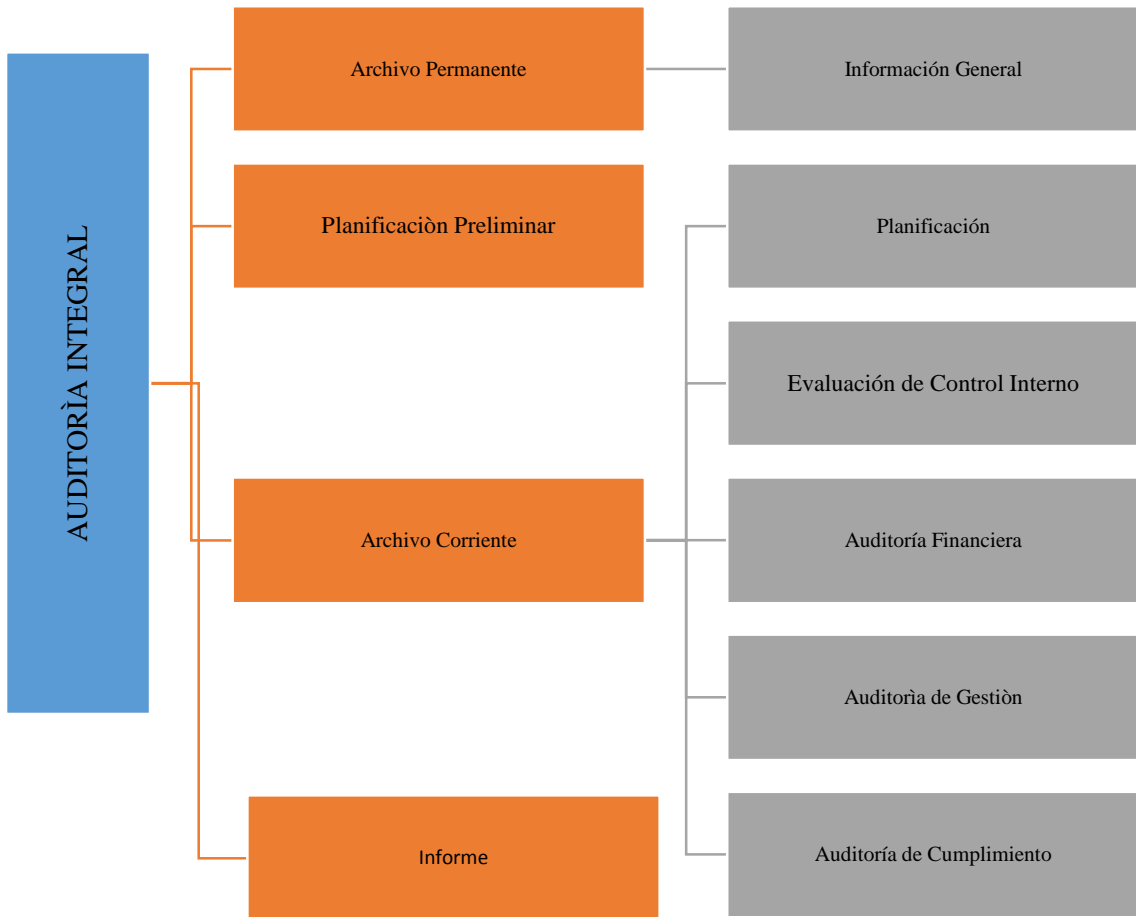 AUDITORÌA INTEGRAL
Archivo Permanente
Información General
Planificaciòn Preliminar
Archivo Corriente
Planificación
Evaluación de Control Interno
Auditoría Financiera
Auditorìa de Gestiòn
Auditoría de Cumplimiento
Informe